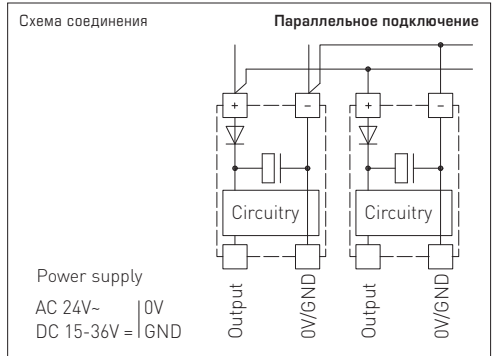 Схема соединения
Параллельное подключение
+ − + −
Circuitry Circuitry
Power supply
AC 24V~ | 0V
DC 15-36V = | GND
Output
0V/GND
Output
0V/GND